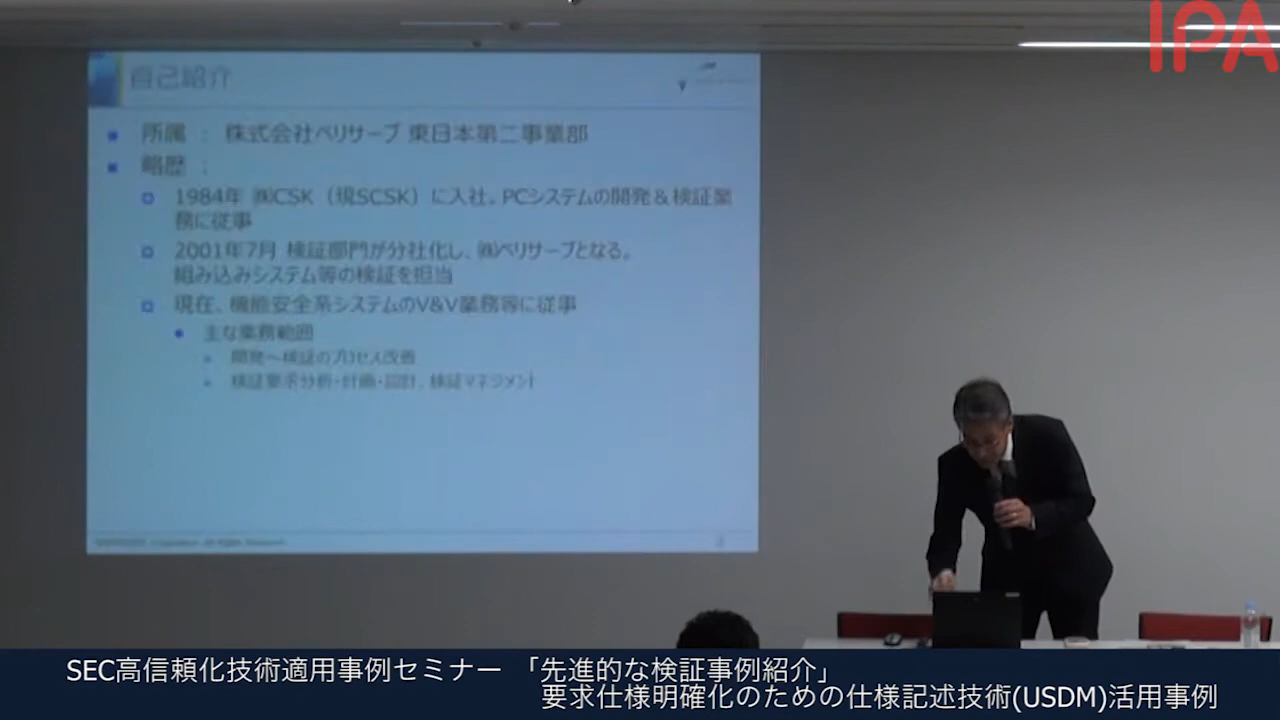 IPA
自己紹介
所属 : 株式会社ベリサーブ 東日本第二事業部
略歴 :
1984年 ㈱CSK（現SCSK）に入社。PCシステムの開発＆検証業
務に従事
2001年7月 検証部門が分社化し、㈱ベリサーブとなる。
組み込みシステム等の検証を担当
現在、機能安全系システムのV&V業務等に従事
主な業務範囲
開発～検証のプロセス改善
検証要求分析・計画・設計、検証マネジメント
SEC高信頼化技術適用事例セミナー 「先進的な検証事例紹介」
要求仕様明確化のための仕様記述技術(USDM)活用事例